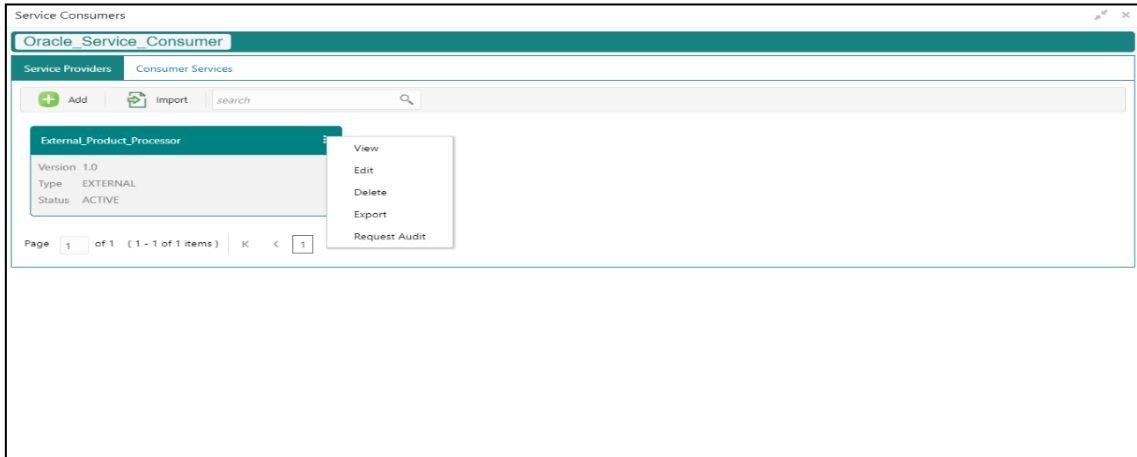 Service Consumers
Oracle_Service_Consumer
Service Providers Consumer Services
Add Import search
External_Product_Processor
Version 1.0
Type EXTERNAL
Status ACTIVE
View
Edit
Delete
Export
Request Audit
Page 1 of 1 (1 - 1 of 1 items) K < 1